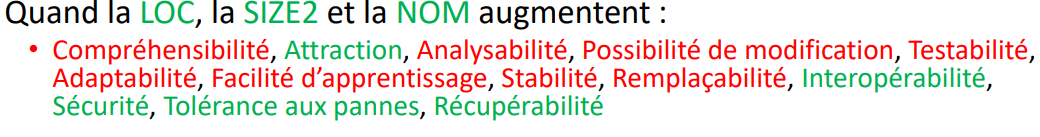 Quand la LOC, la SIZE2 et la NOM augmentent :
• Compréhensibilité, Attraction, Analysabilité, Possibilité de modification, Testabilité,
Adaptabilité, Facilité d’apprentissage, Stabilité, Remplaçabilité, Interopérabilité,
Sécurité, Tolérance aux pannes, Récupérabilité